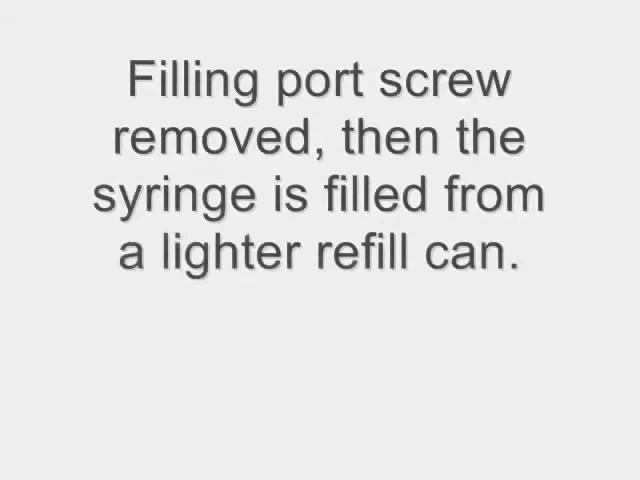 Filling port screw
removed, then the
syringe is filled from
a lighter refill can.